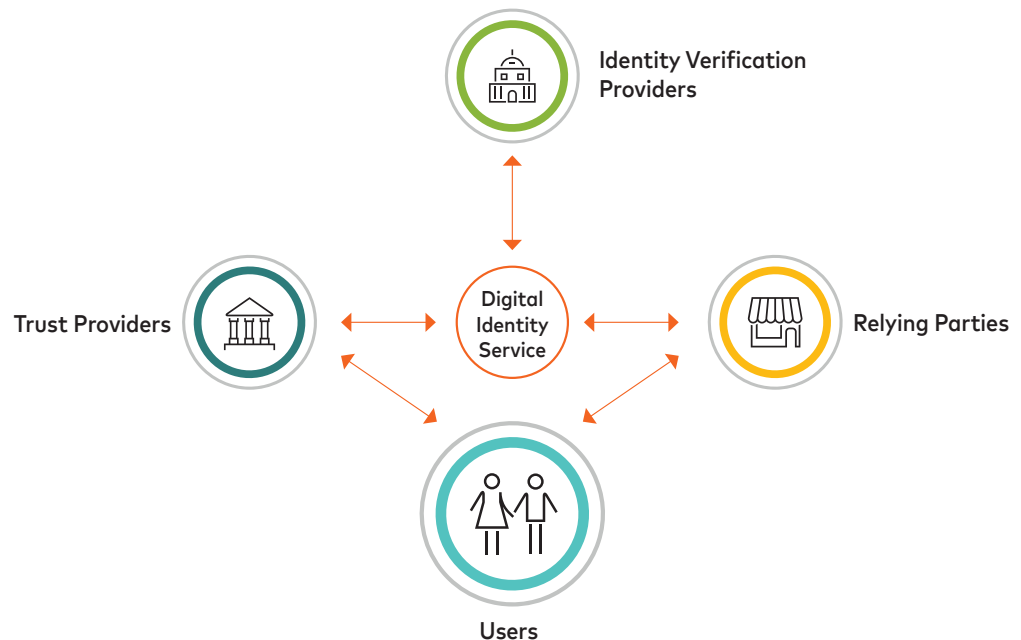 Identity Verification
Providers
Trust Providers
Digital
Identity
Service
Relying Parties
Users